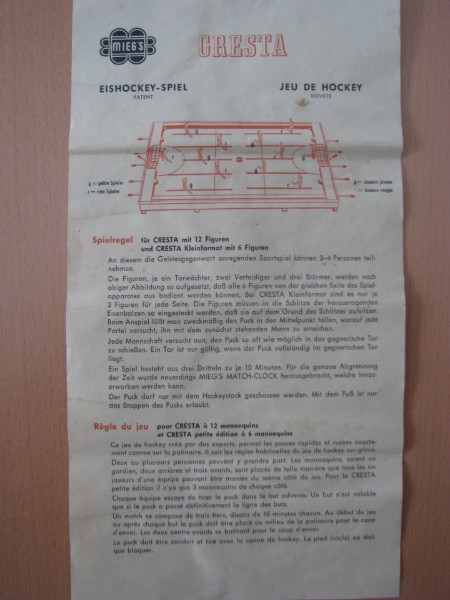 MIEG'S
CRESTA
EISHOCKEY-SPIEL
PATENT
JEU DE HOCKEY
BREVETÉ
g = gelbe Spieler
r = rote Spieler
g = joueurs jaunes
r = joueurs rouges
Spielregel für CRESTA mit 12 Figuren
und CRESTA Kleinformat mit 6 Figuren
An diesem die Geistesgegenwart anregenden Sportspiel können 2–4 Personen teil-
nehmen.
Die Figuren, je ein Torwächter, zwei Verteidiger und drei Stürmer, werden nach
obiger Abbildung so aufgesetzt, daß alle 6 Figuren von der gleichen Seite des Spiel-
apparates aus bedient werden können. Bei CRESTA Kleinformat sind es nur je
3 Figuren für jede Seite. Die Figuren müssen in die Schlitze der herausragenden
Eisenbolzen so eingesteckt werden, daß sie auf dem Grund des Schlitzes aufsitzen.
Beim Anspiel läßt man zweckmäßig den Puck in den Mittelpunkt fallen, worauf jede
Partei versucht, ihn mit dem zunächst stehenden Mann zu erreichen.
Jede Mannschaft versucht nun, den Puck so oft wie möglich in das gegnerische Tor
zu schießen. Ein Tor ist nur gültig, wenn der Puck vollständig im gegnerischen Tor
liegt.
Ein Spiel besteht aus drei Dritteln zu je 10 Minuten. Für die genaue Abgrenzung
der Zeit wurde neuerdings MIEG'S MATCH-CLOCK herausgebracht, welche hinzu-
erworben werden kann.
Der Puck darf nur mit dem Hockeystock geschossen werden. Mit dem Fuß ist nur
das Stoppen des Pucks erlaubt.
Règle du jeu pour CRESTA à 12 mannequins
et CRESTA petite édition à 6 mannequins
Ce jeu de hockey créé par des experts, permet les passes rapides et rusées exacte-
ment comme sur la patinoire. Il suit les règles habituelles du jeu de hockey sur glace.
Deux ou plusieurs personnes peuvent y prendre part. Les mannequins, soient un
gardien, deux arrières et trois avants, sont placés de telle manière que tous les six
joueurs d'une équipe peuvent être maniés du même côté du jeu. Pour le CRESTA
petite édition il n'ya que 3 mannequins de chaque côté.
Chaque équipe essaye de tirer le puck dans le but adverse. Un but n'est valable
que si le puck a passé définitivement la ligne des buts.
Un match se compose de trois tiers, disons de 10 minutes chacun. Au début du jeu
ou après chaque but le puck doit être placé au milieu de la patinoire pour le coup
d'envoi. Les deux centre-avants se battront pour le coup d'envoi.
Le puck doit être conduit et tiré avec la canne de hockey. Le pied (socle) ne doit
que bloquer.